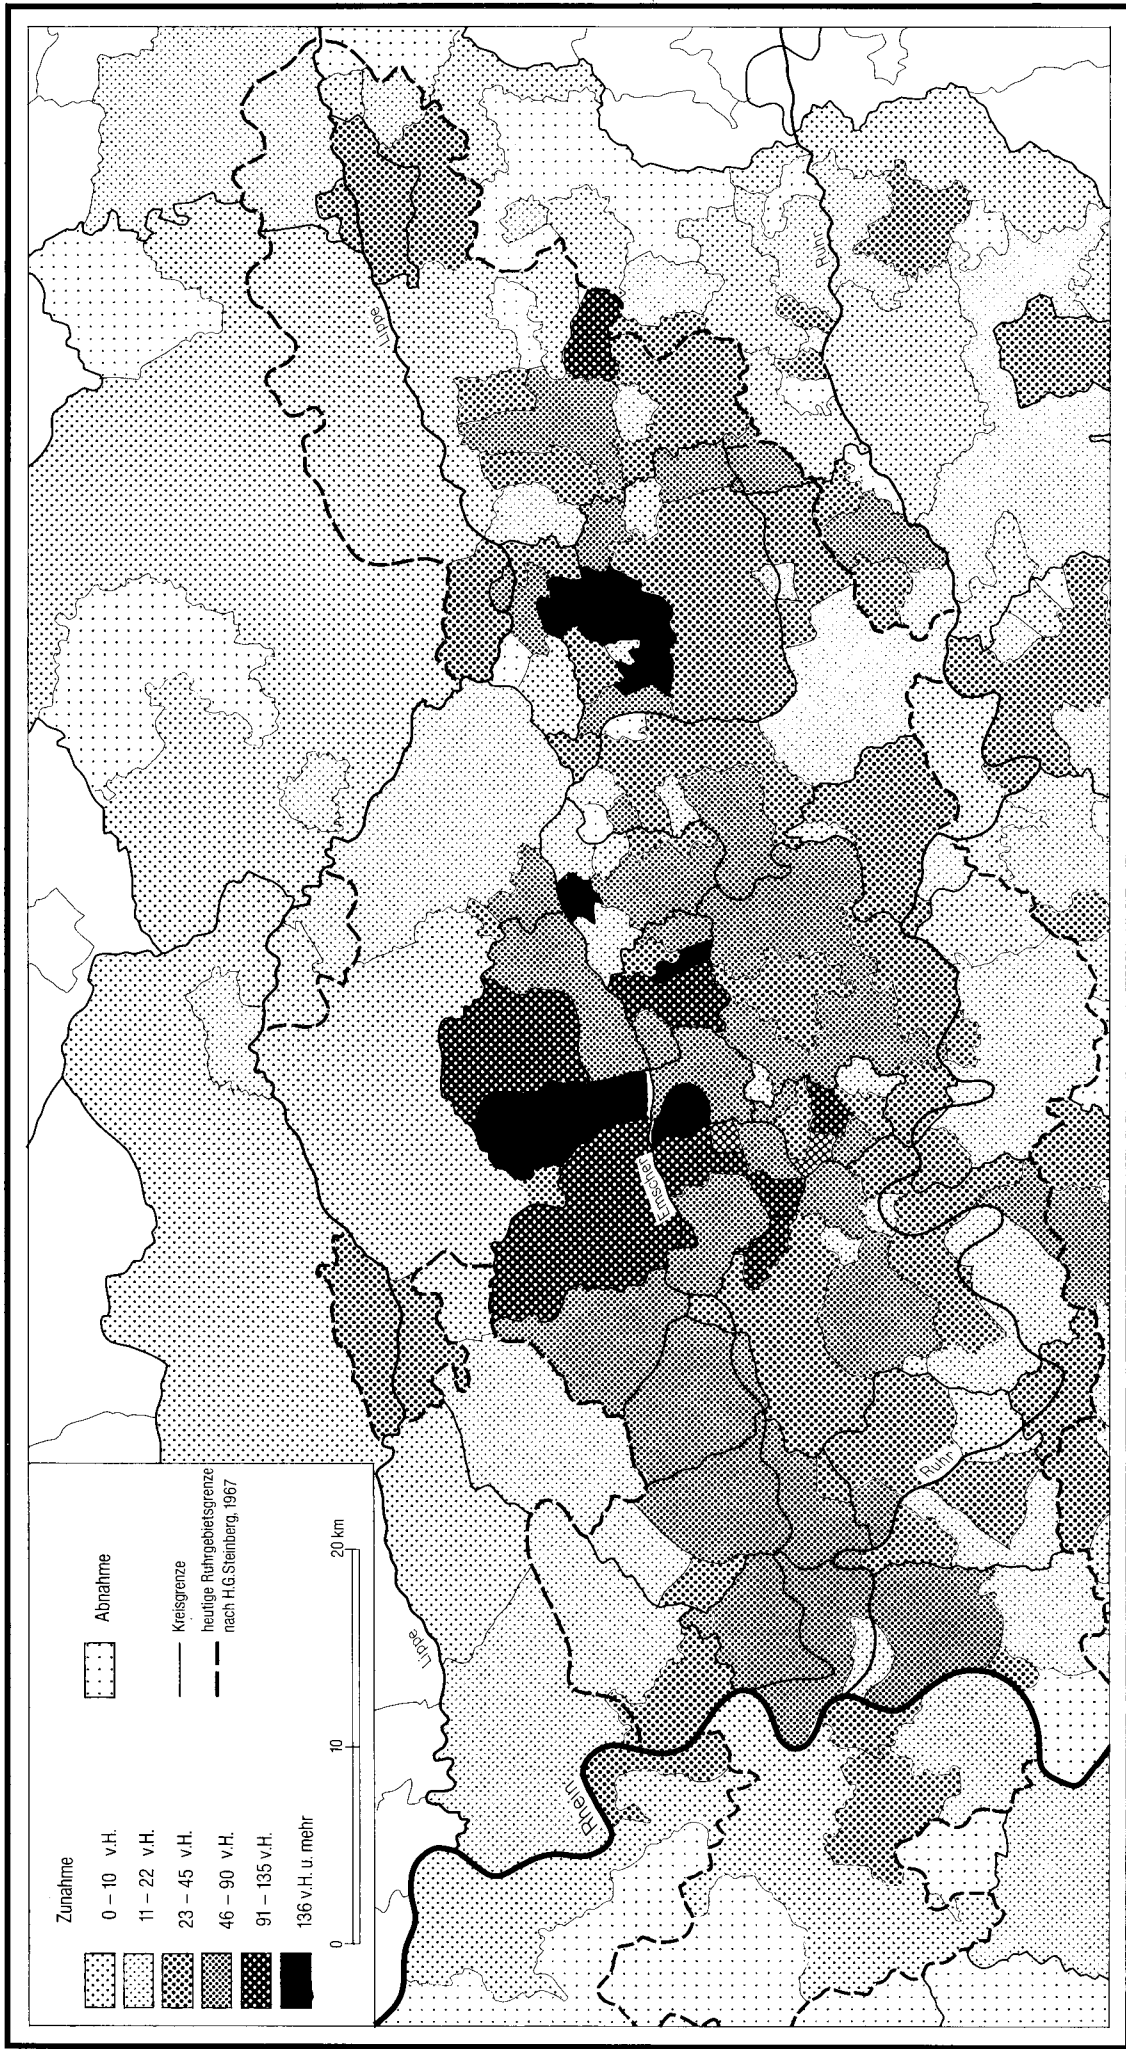 Zunahme
0 – 10 v.H.
11 – 22 v.H.
23 – 45 v.H.
46 – 90 v.H.
91 – 135 v.H.
136 v.H. u. mehr
Abnahme
Kreisgrenze
heutige Ruhrgebietsgrenze
nach H.G.Steinberg, 1967
0 10 20 km
Lippe
Lippe
Rhein
Emscher
Ruhr
Ruhr